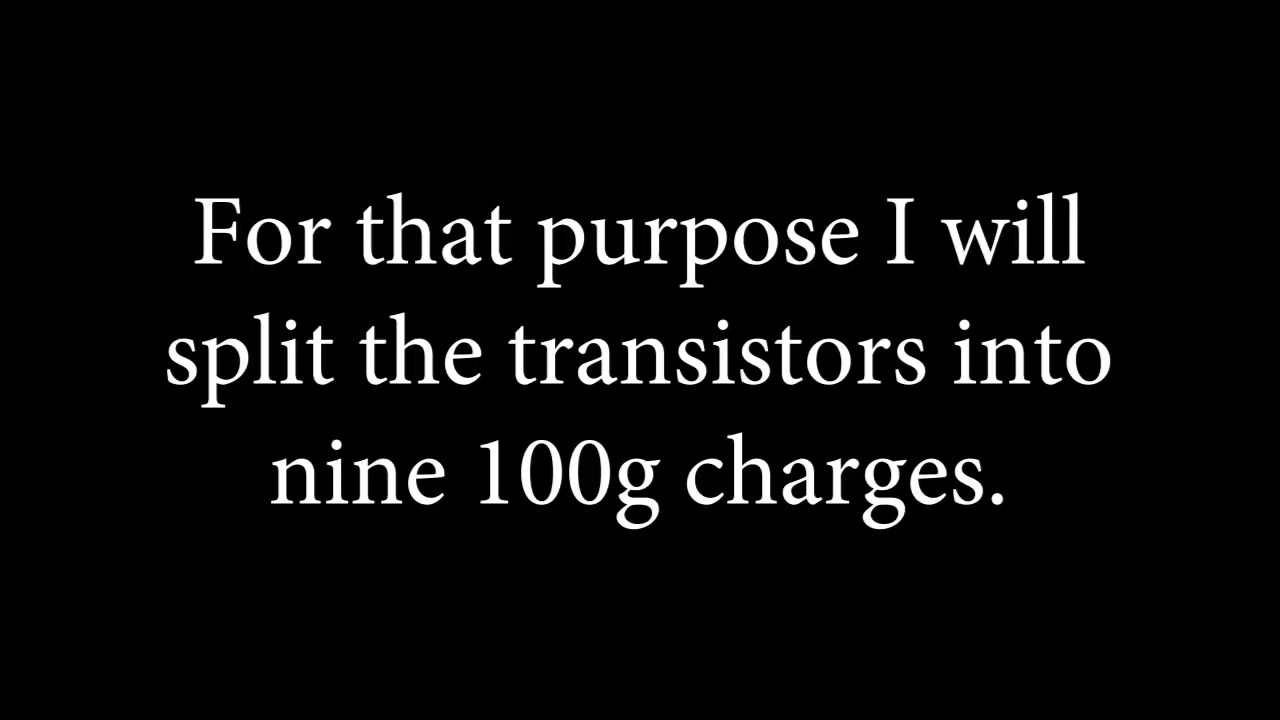 For that purpose I will
split the transistors into
nine 100g charges.